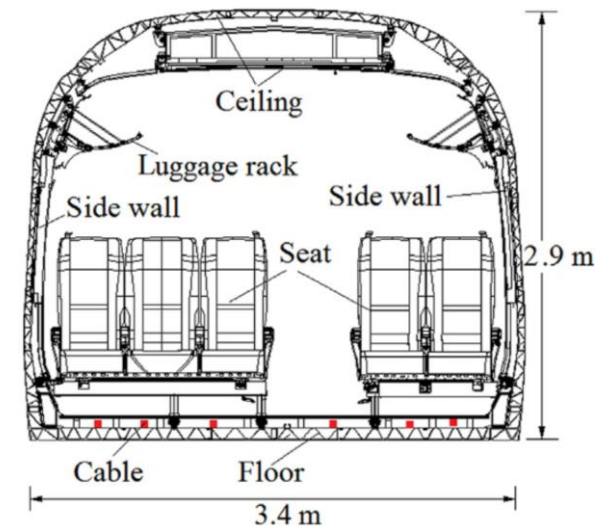 Ceiling
Luggage rack
Side wall
Side wall
Seat
2.9 m
Cable
Floor
3.4 m